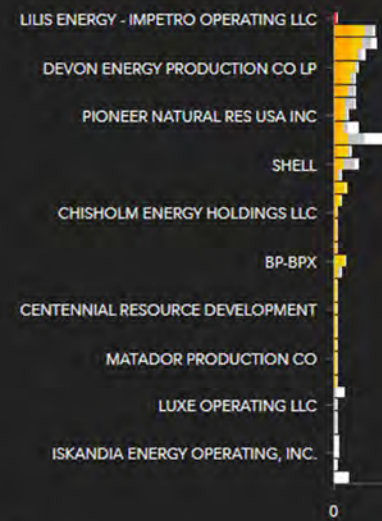 LILIS ENERGY - IMPETRO OPERATING LLC
DEVON ENERGY PRODUCTION CO LP
PIONEER NATURAL RES USA INC
SHELL
CHISHOLM ENERGY HOLDINGS LLC
BP-BPX
CENTENNIAL RESOURCE DEVELOPMENT
MATADOR PRODUCTION CO
LUXE OPERATING LLC
ISKANDIA ENERGY OPERATING, INC.
0